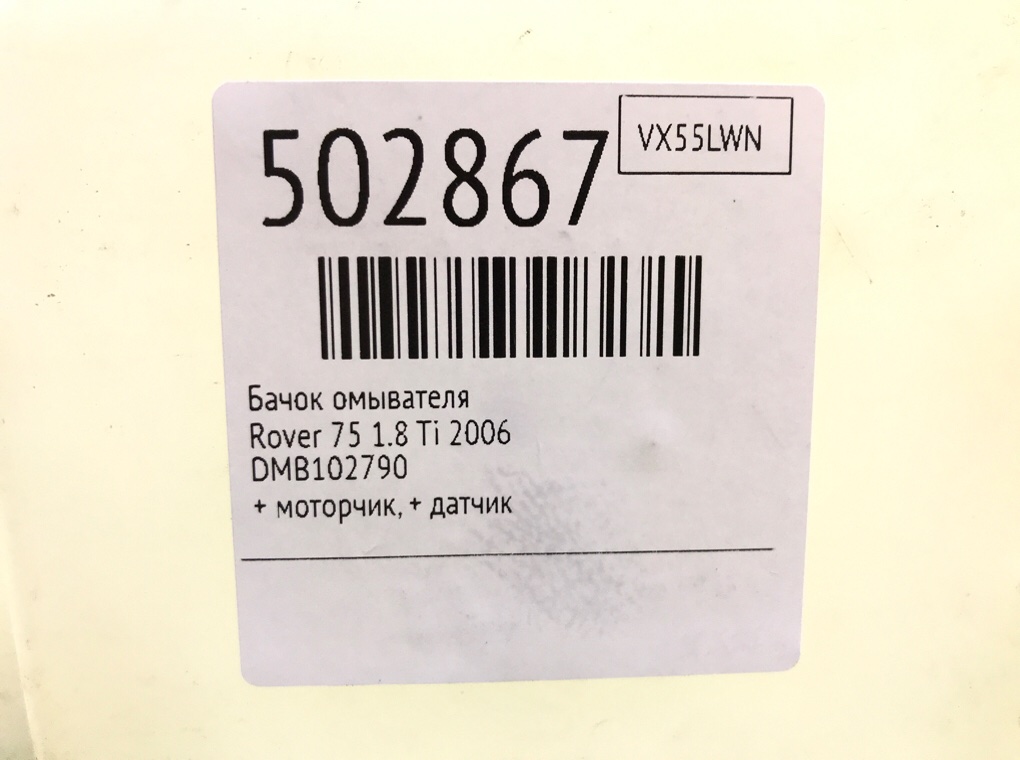 502867
VX55LWN
Бачок омывателя
Rover 75 1.8 Ti 2006
DMB102790
+ моторчик, + датчик